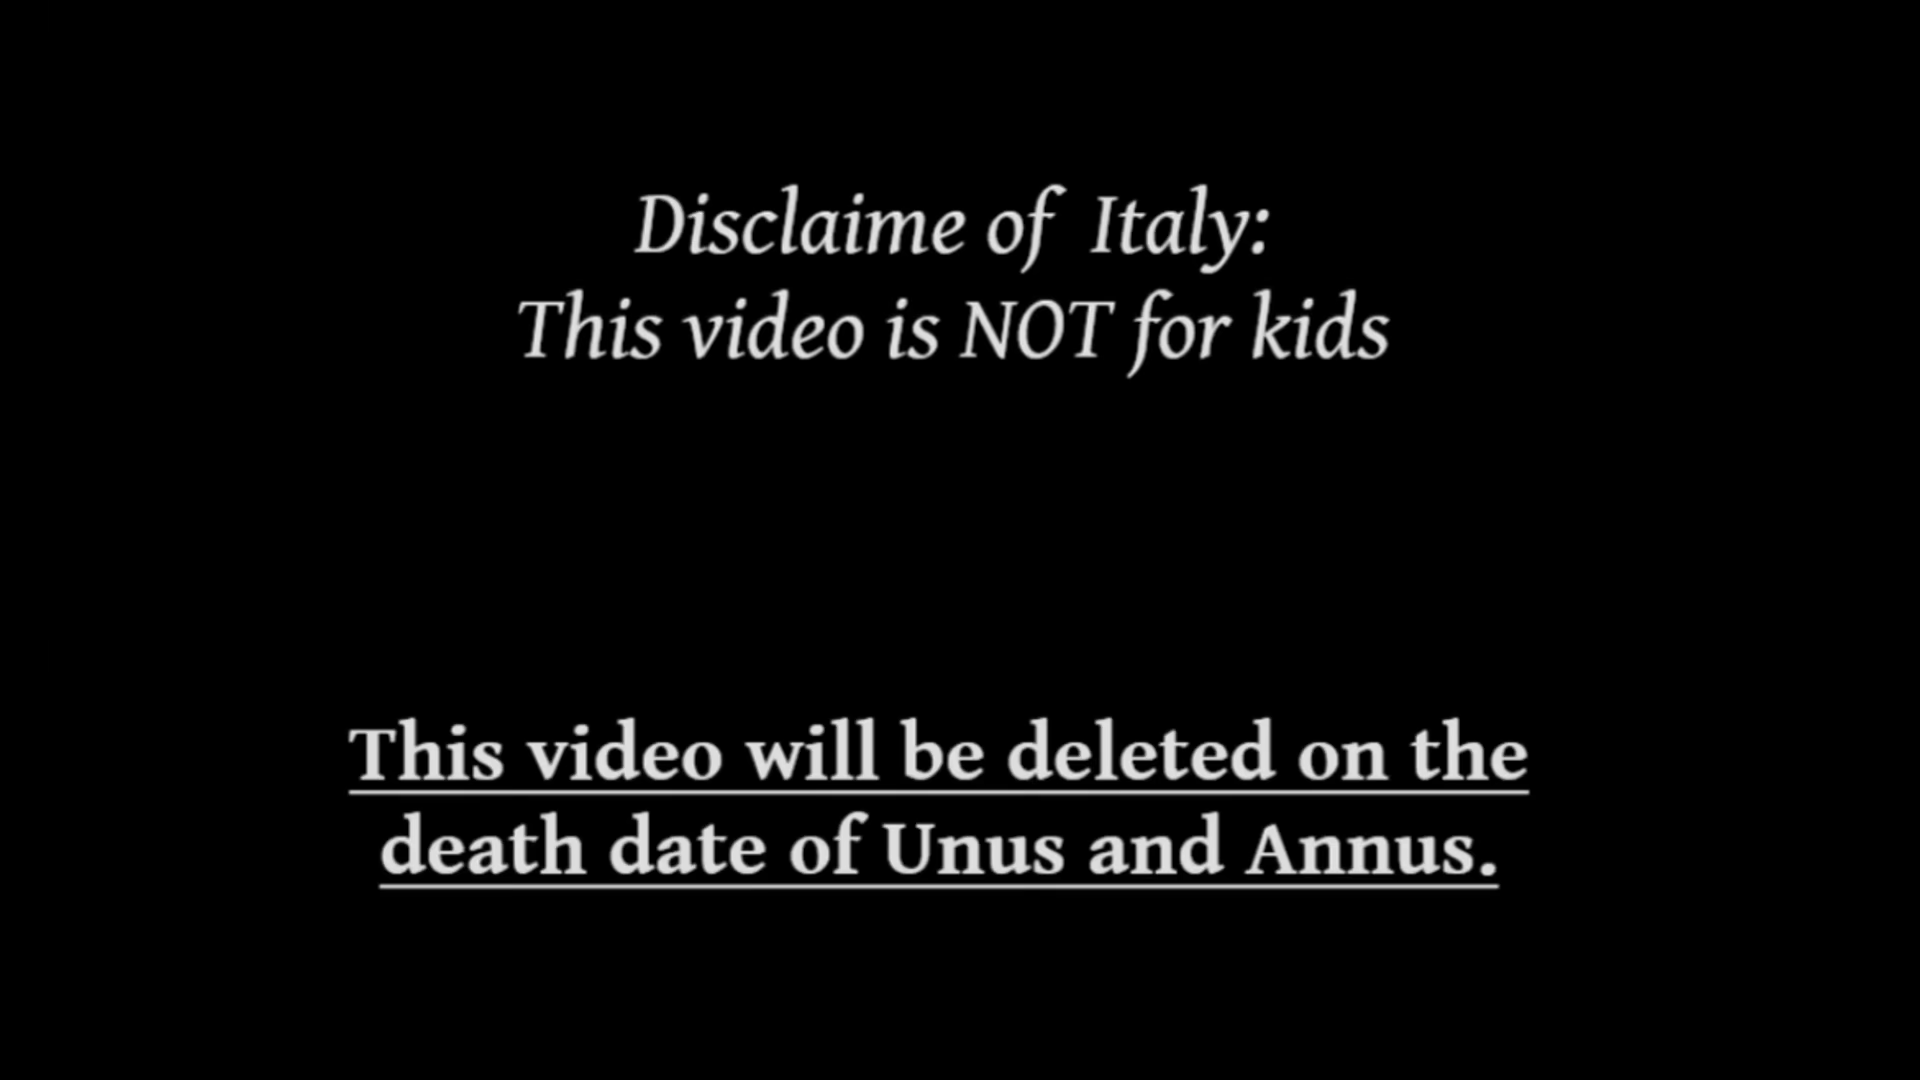 Disclaime of Italy:
This video is NOT for kids
This video will be deleted on the
death date of Unus and Annus.